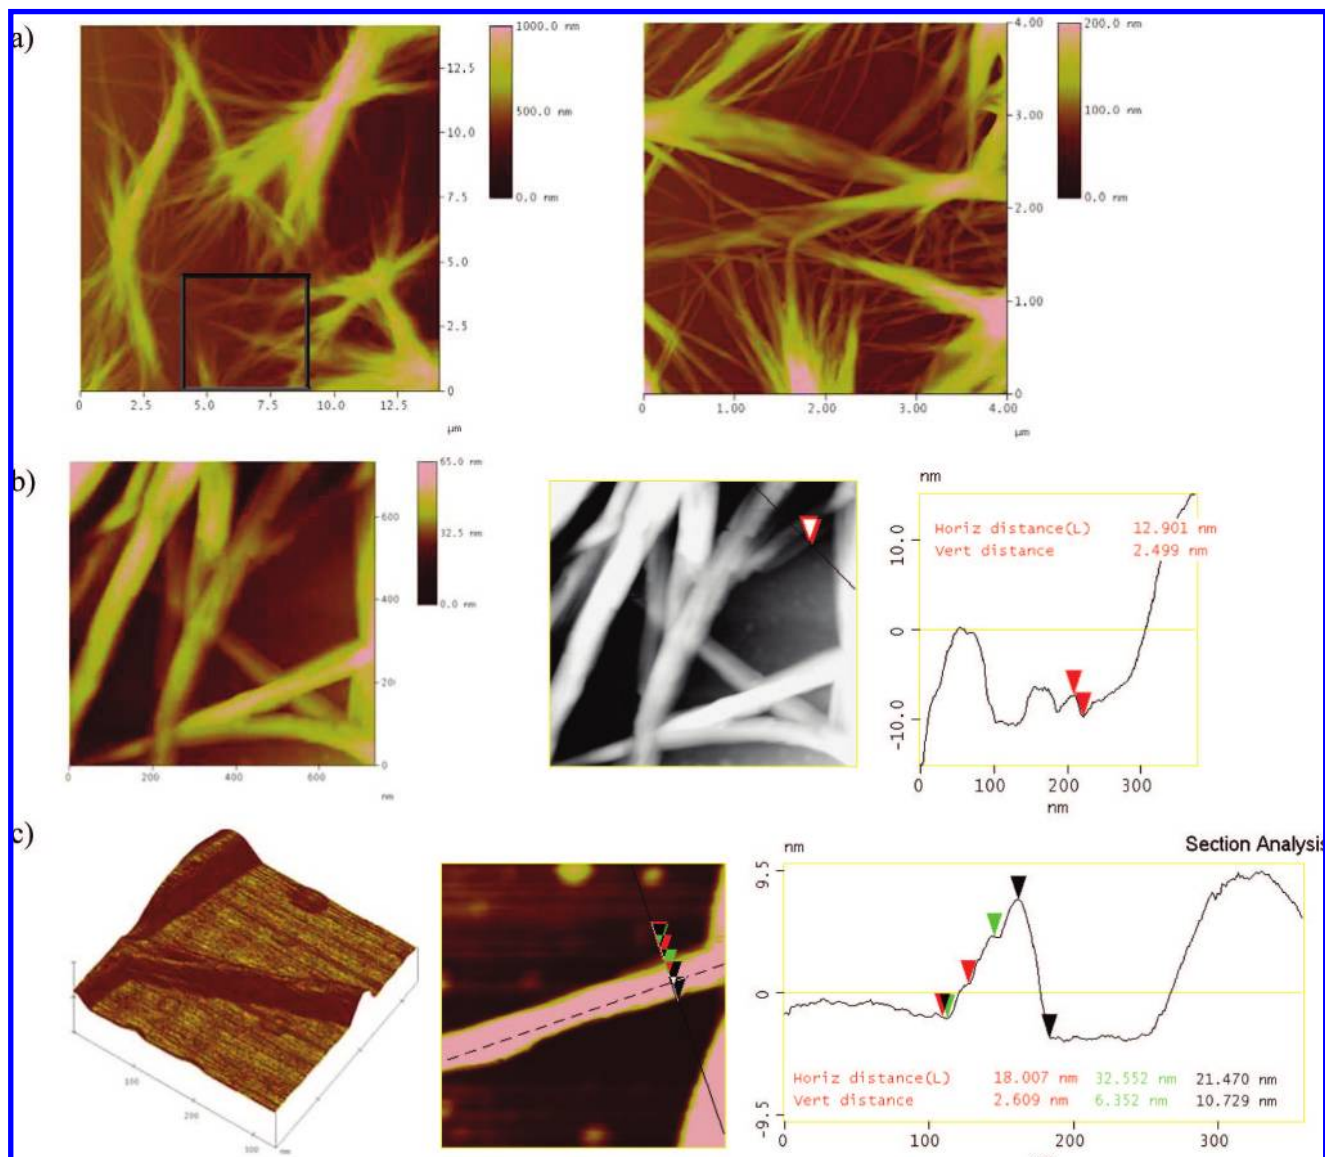 a)
1000.0 nm
500.0 nm
0.0 nm
12.5
10.0
7.5
5.0
2.5
0
0 2.5 5.0 7.5 10.0 12.5
µm
4.00
3.00
2.00
1.00
0
0 1.00 2.00 3.00 4.00
µm
200.0 nm
100.0 nm
0.0 nm
b)
65.0 nm
32.5 nm
0.0 nm
600
400
20
0
0 200 400 600
nm
nm
Horiz distance(L) 12.901 nm
Vert distance 2.499 nm
10.0
0
-10.0
0 100 200 300
nm
c)
100
200
300
nm
nm
Section Analysis
9.5
0
-9.5
Horiz distance(L) 18.007 nm 32.552 nm 21.470 nm
Vert distance 2.609 nm 6.352 nm 10.729 nm
0 100 200 300